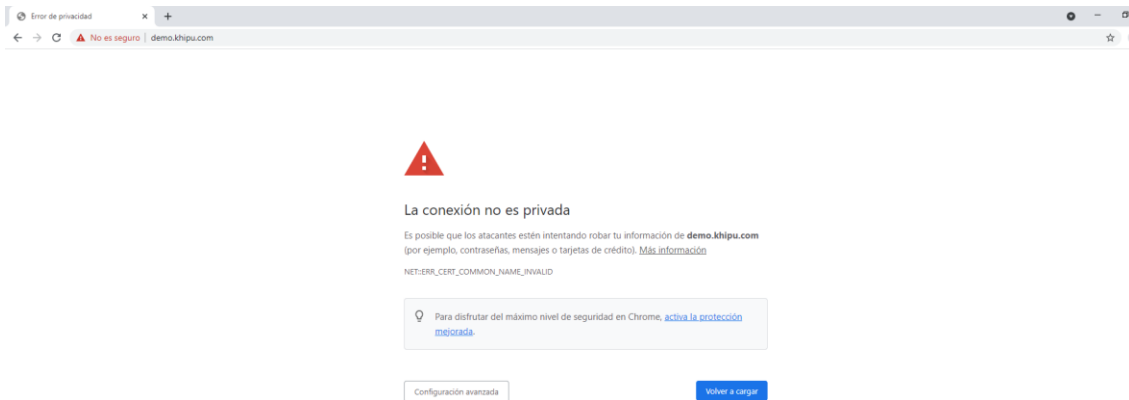 Error de privacidad
No es seguro | demo.khipu.com
La conexión no es privada
Es posible que los atacantes estén intentando robar tu información de demo.khipu.com
(por ejemplo, contraseñas, mensajes o tarjetas de crédito). Más información
NET::ERR_CERT_COMMON_NAME_INVALID
Para disfrutar del máximo nivel de seguridad en Chrome, activa la protección
mejorada.
Configuración avanzada
Volver a cargar